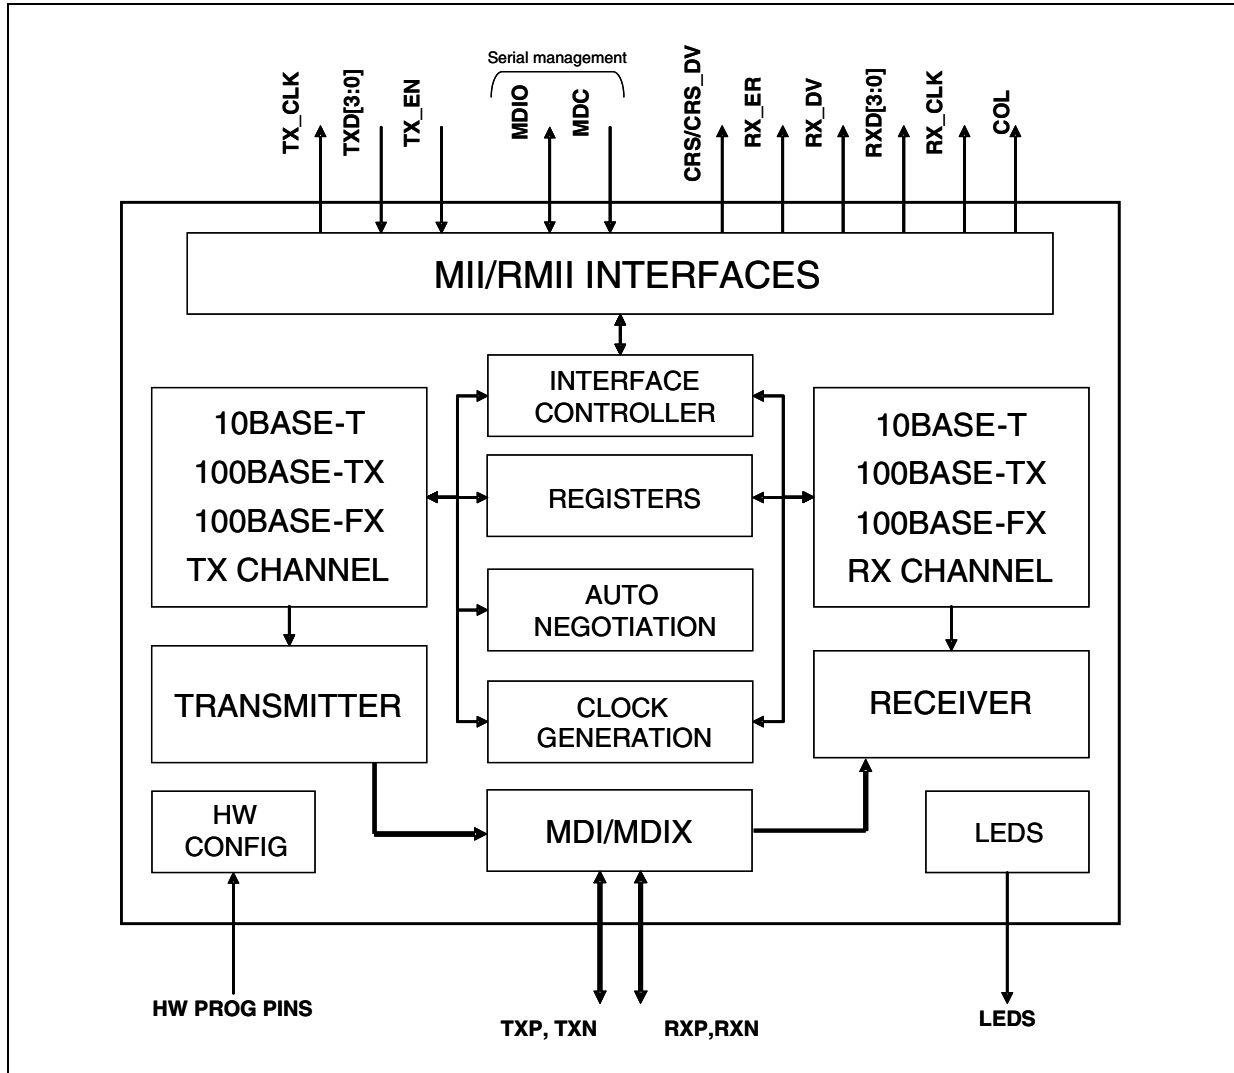 Serial management
TX_CLK
TXD[3:0]
TX_EN
MDIO
MDC
CRS/CRS_DV
RX_ER
RX_DV
RXD[3:0]
RX_CLK
COL
MII/RMII INTERFACES
INTERFACE
CONTROLLER
10BASE-T
100BASE-TX
100BASE-FX
TX CHANNEL
REGISTERS
10BASE-T
100BASE-TX
100BASE-FX
RX CHANNEL
AUTO
NEGOTIATION
TRANSMITTER
CLOCK
GENERATION
RECEIVER
HW
CONFIG
MDI/MDIX
LEDS
HW PROG PINS
TXP, TXN
RXP,RXN
LEDS